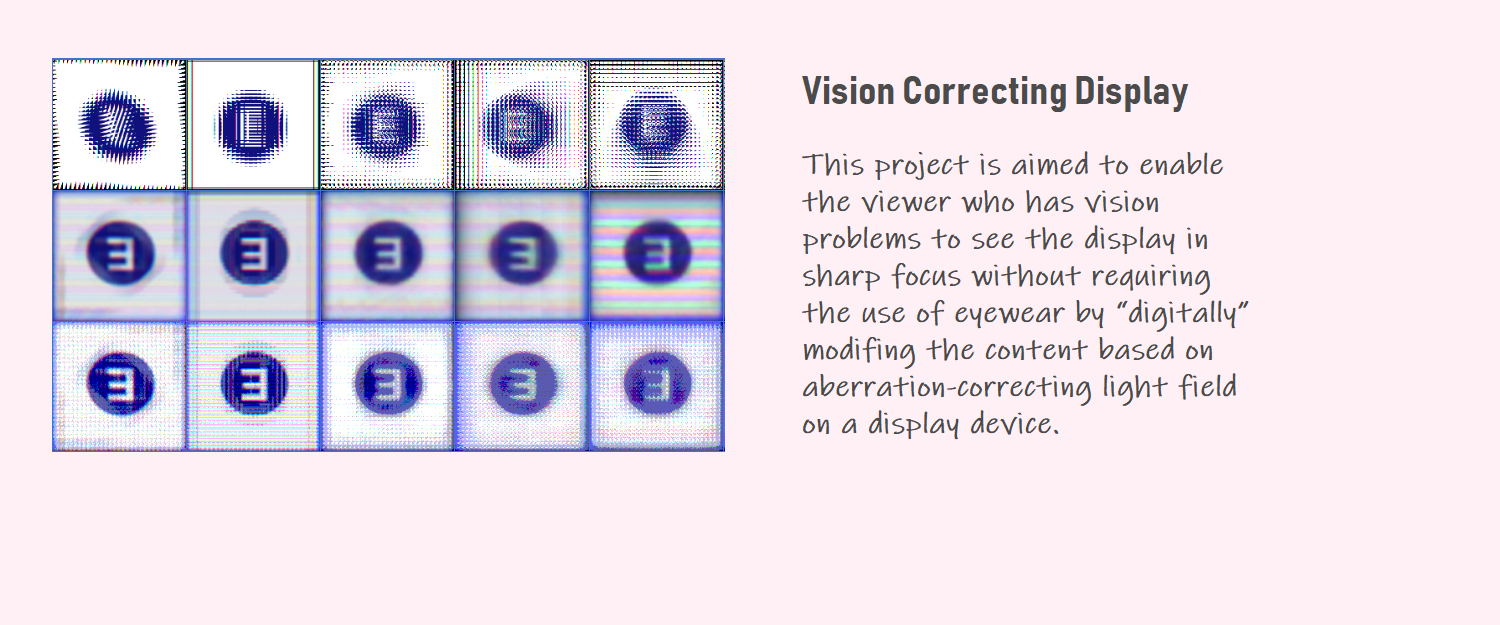 Vision Correcting Display
This project is aimed to enable
the viewer who has vision
problems to see the display in
sharp focus without requiring
the use of eyewear by “digitally”
modifing the content based on
aberration-correcting light field
on a display device.